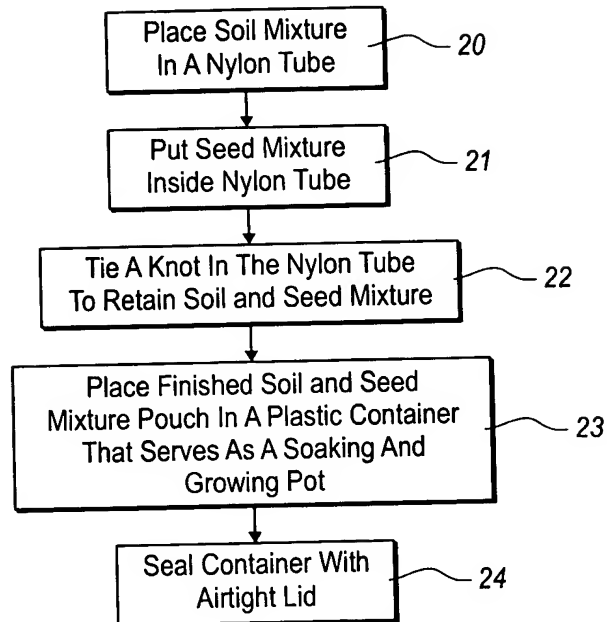 Place Soil Mixture
In A Nylon Tube
20
Put Seed Mixture
Inside Nylon Tube
21
Tie A Knot In The Nylon Tube
To Retain Soil and Seed Mixture
22
Place Finished Soil and Seed
Mixture Pouch In A Plastic Container
That Serves As A Soaking And
Growing Pot
23
Seal Container With
Airtight Lid
24